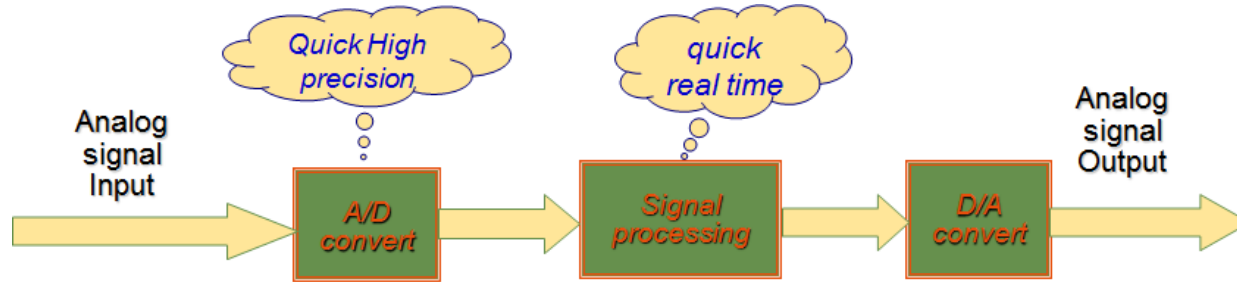 Quick High
precision
quick
real time
Analog
signal
Input
Analog
signal
Output
A/D
convert
Signal
processing
D/A
convert